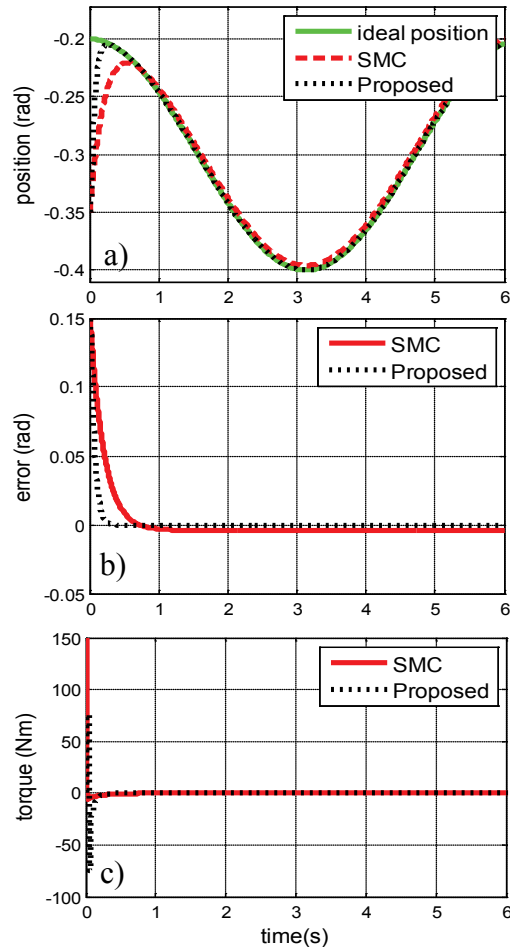 ideal position
SMC
Proposed
-0.2
-0.25
-0.3
-0.35
-0.4
position (rad)
a)
0 1 2 3 4 5 6
SMC
Proposed
0.15
0.1
0.05
0
-0.05
error (rad)
b)
0 1 2 3 4 5 6
SMC
Proposed
150
100
50
0
-50
-100
torque (Nm)
c)
0 1 2 3 4 5 6
time(s)